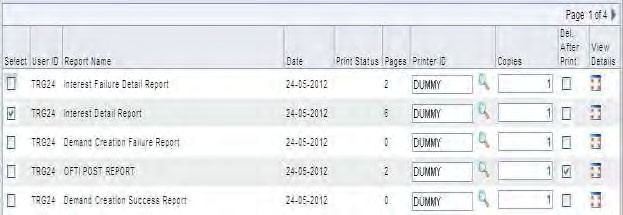 Page 1 of 4
Select User ID Report Name Date Print Status Pages Printer ID Copies Del. After Print View Details
TRG24 Interest Failure Detail Report 24-05-2012 2 DUMMY 1
TRG24 Interest Detail Report 24-05-2012 6 DUMMY 1
TRG24 Demand Creation Failure Report 24-05-2012 0 DUMMY 1
TRG24 OFTI POST REPORT 24-05-2012 2 DUMMY 1
TRG24 Demand Creation Success Report 24-05-2012 0 DUMMY 1